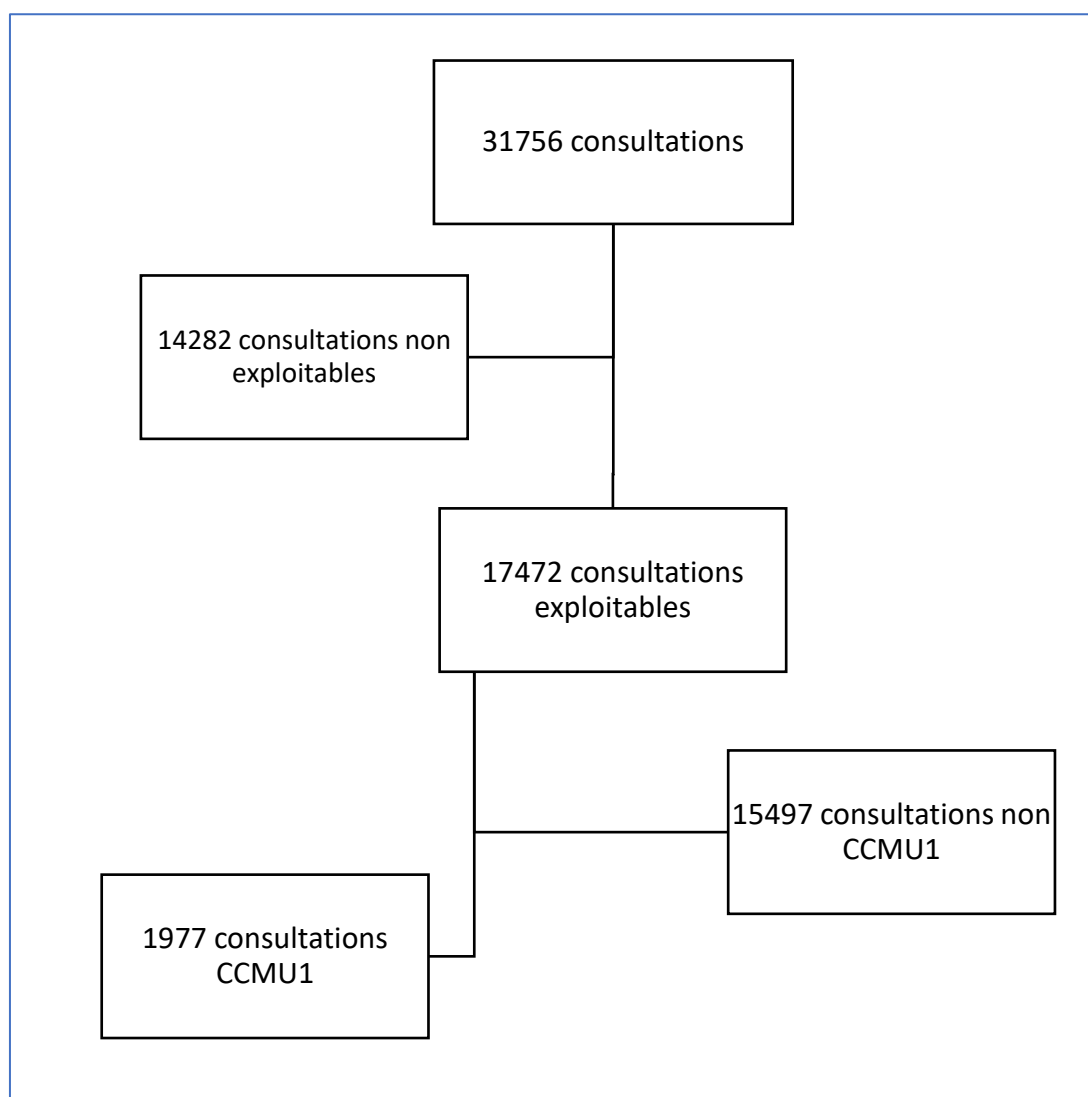 31756 consultations
14282 consultations non
exploitables
17472 consultations
exploitables
15497 consultations non
CCMU1
1977 consultations
CCMU1